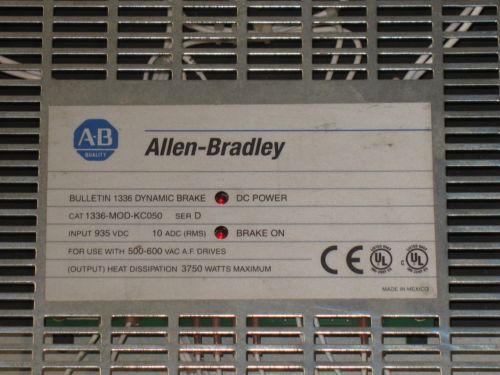 A-B
QUALITY
Allen-Bradley
BULLETIN 1336 DYNAMIC BRAKE DC POWER
CAT 1336-MOD-KC050 SER D
INPUT 935 VDC 10 ADC (RMS) BRAKE ON
FOR USE WITH 500-600 VAC A.F. DRIVES
(OUTPUT) HEAT DISSIPATION 3750 WATTS MAXIMUM
CE UL C UL
MADE IN MEXICO